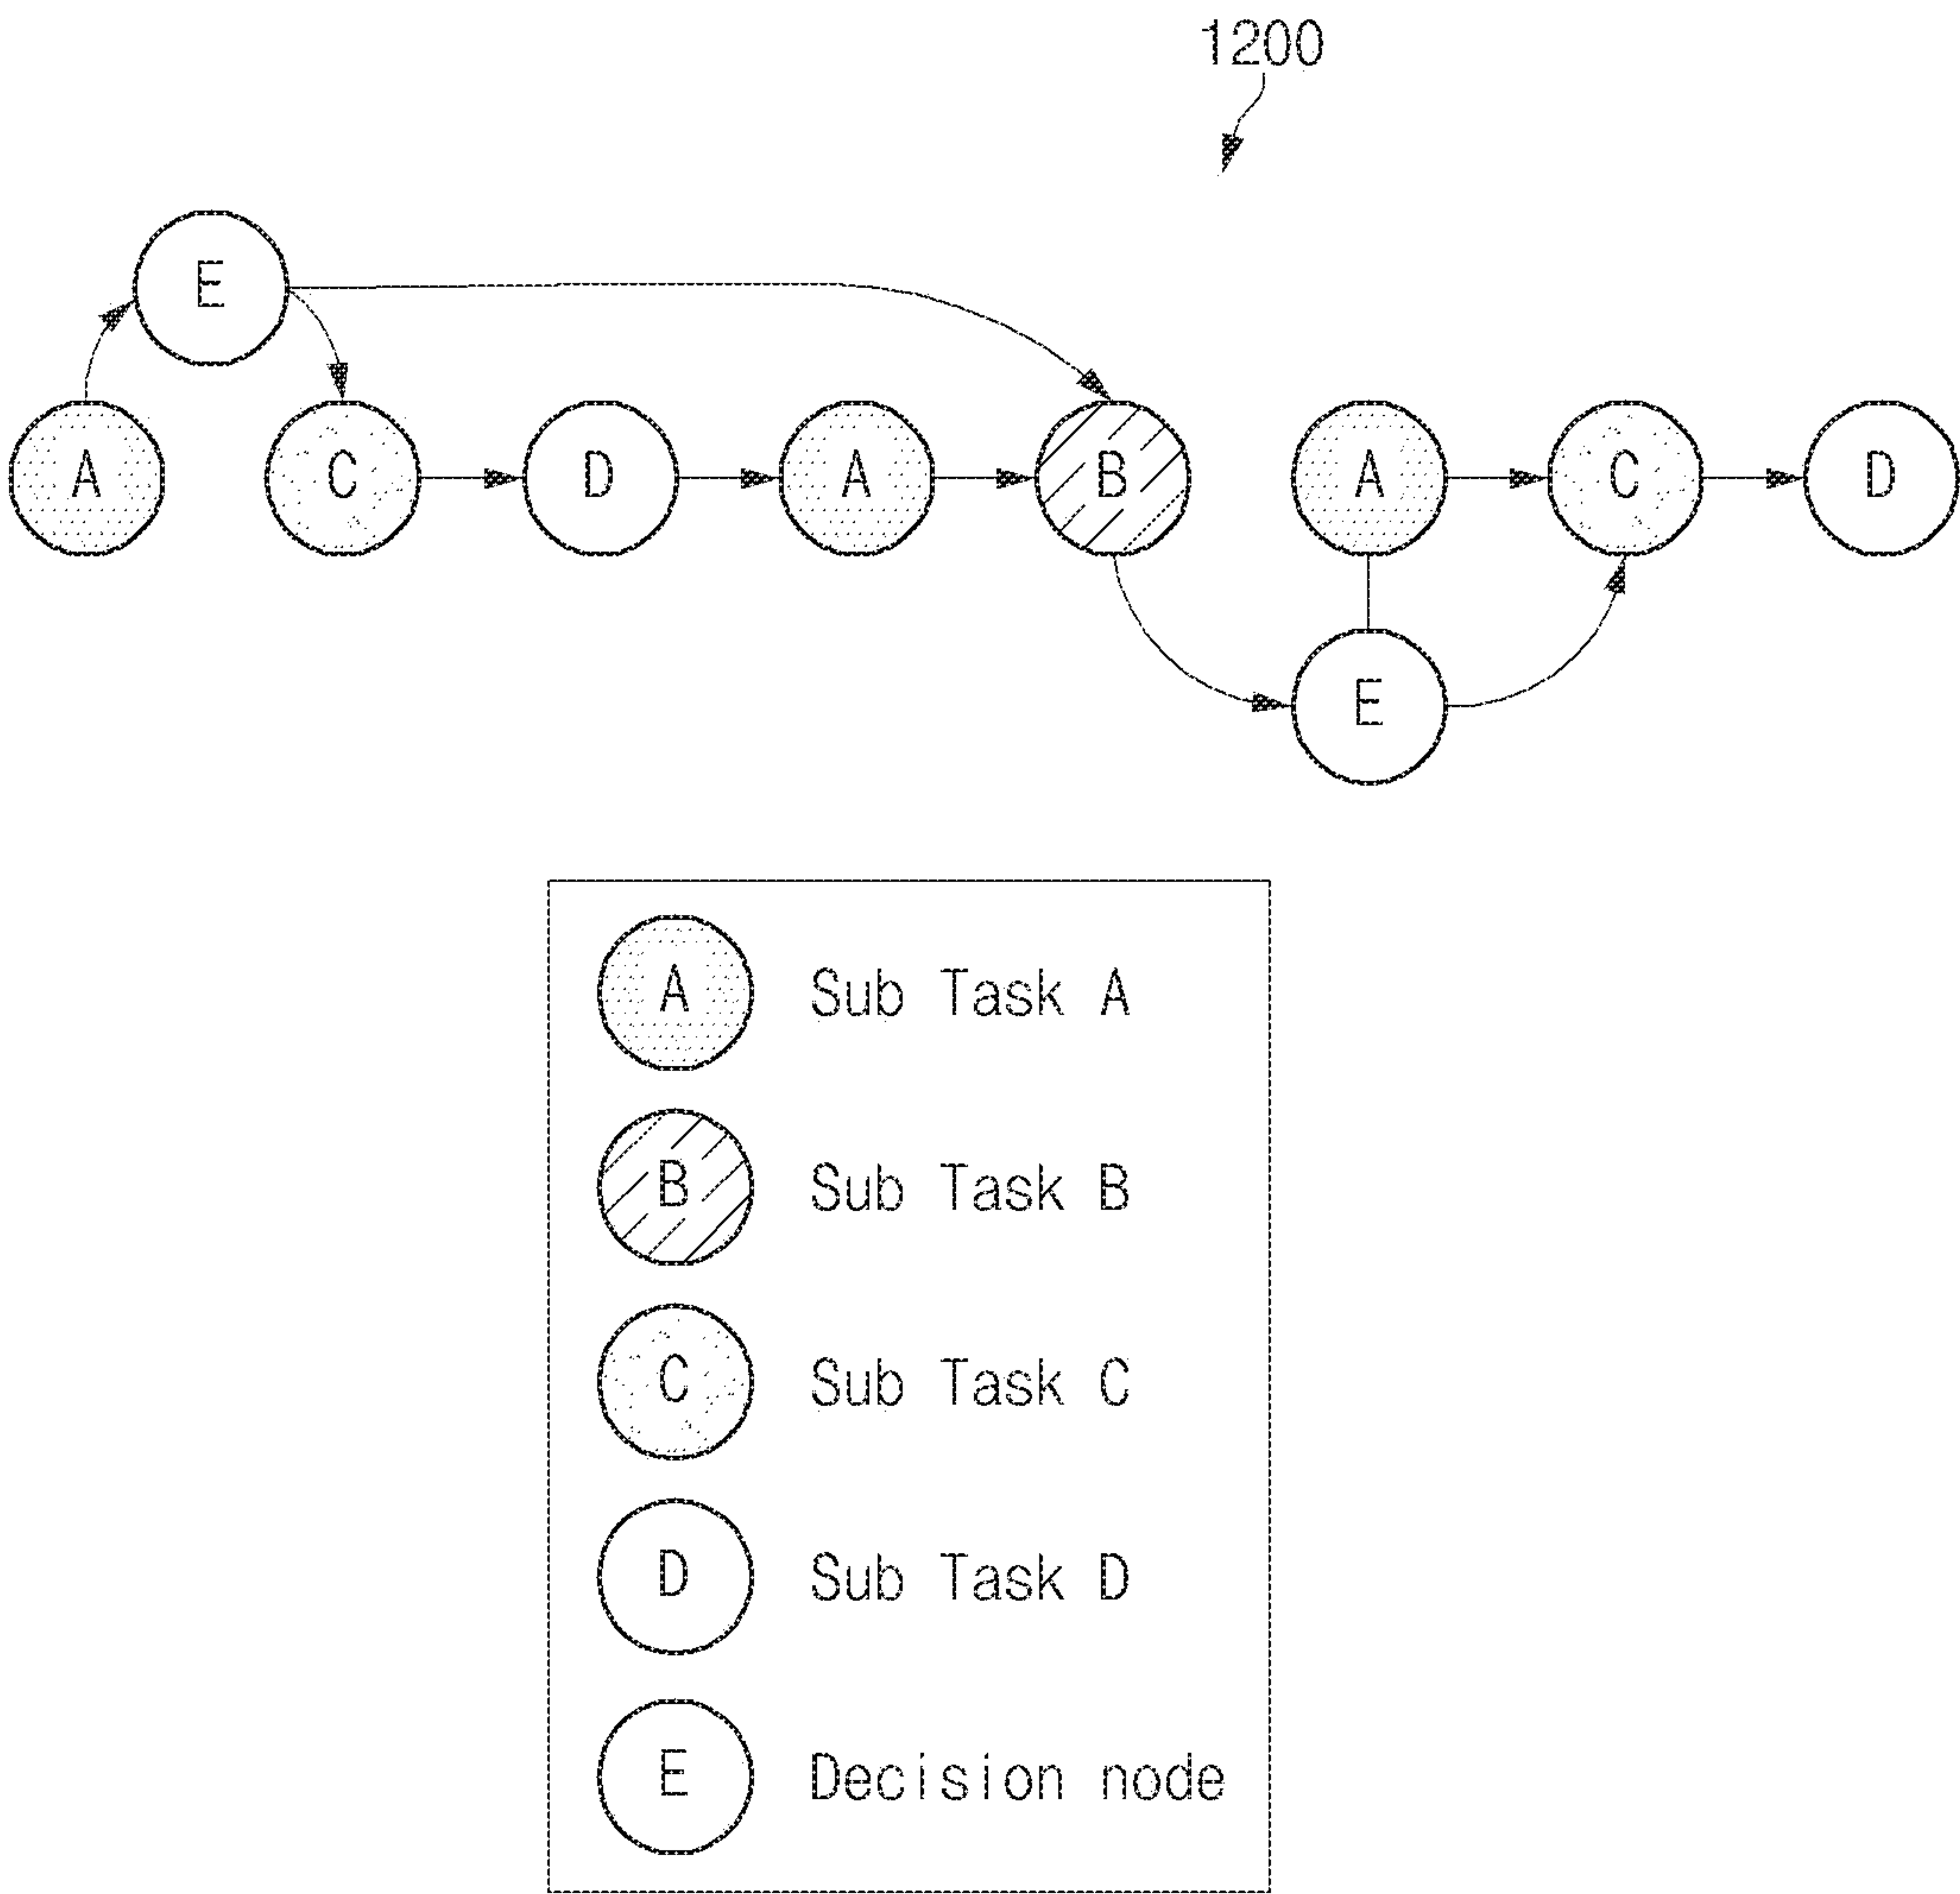 1200
E
A C D A B A C D
E
A Sub Task A
B Sub Task B
C Sub Task C
D Sub Task D
E Decision node